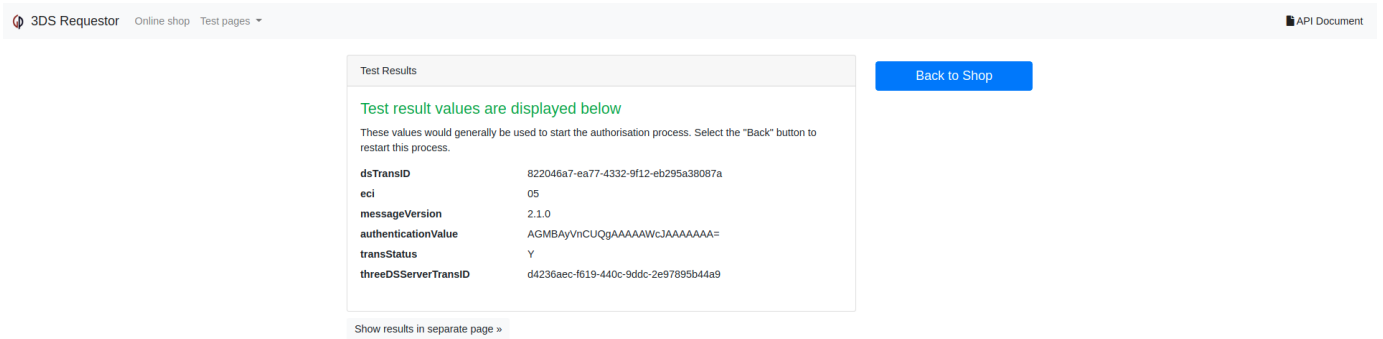 3DS Requestor Online shop Test pages API Document
Test Results
Back to Shop
Test result values are displayed below
These values would generally be used to start the authorisation process. Select the "Back" button to
restart this process.
dsTransID 822046a7-ea77-4332-9f12-eb295a38087a
eci 05
messageVersion 2.1.0
authenticationValue AGMBAyVnCUQgAAAAAWcJAAAAAAA=
transStatus Y
threeDSServerTransID d4236aec-f619-440c-9ddc-2e97895b44a9
Show results in separate page »